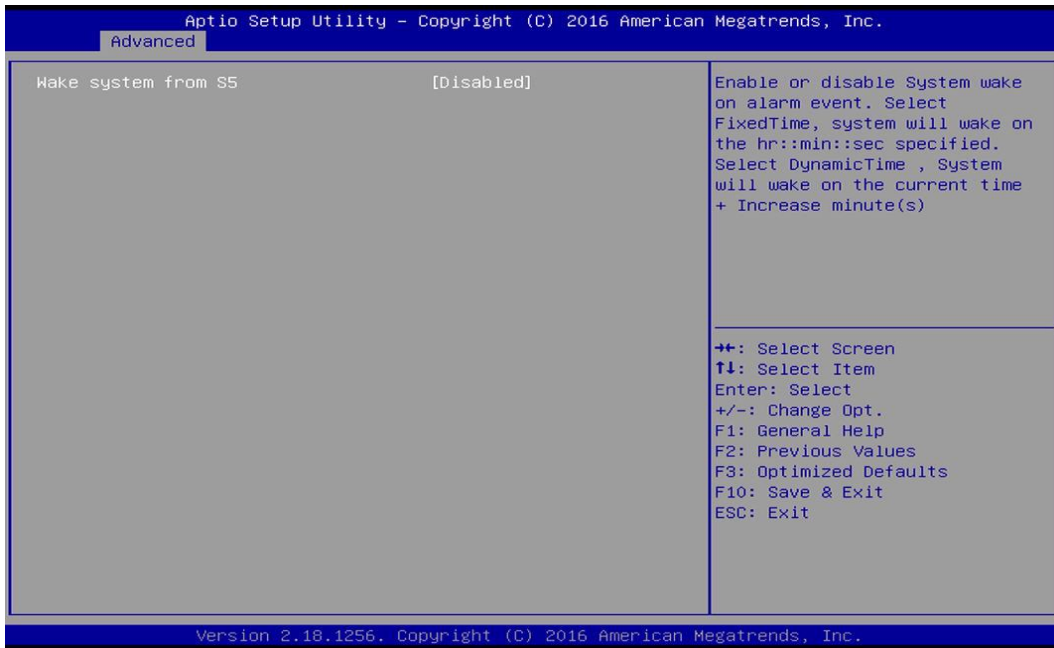 Aptio Setup Utility – Copyright (C) 2016 American Megatrends, Inc.
Advanced
Wake system from S5 [Disabled]
Enable or disable System wake
on alarm event. Select
FixedTime, system will wake on
the hr::min::sec specified.
Select DynamicTime , System
will wake on the current time
+ Increase minute(s)
→←: Select Screen
↑↓: Select Item
Enter: Select
+/-: Change Opt.
F1: General Help
F2: Previous Values
F3: Optimized Defaults
F10: Save & Exit
ESC: Exit
Version 2.18.1256. Copyright (C) 2016 American Megatrends, Inc.